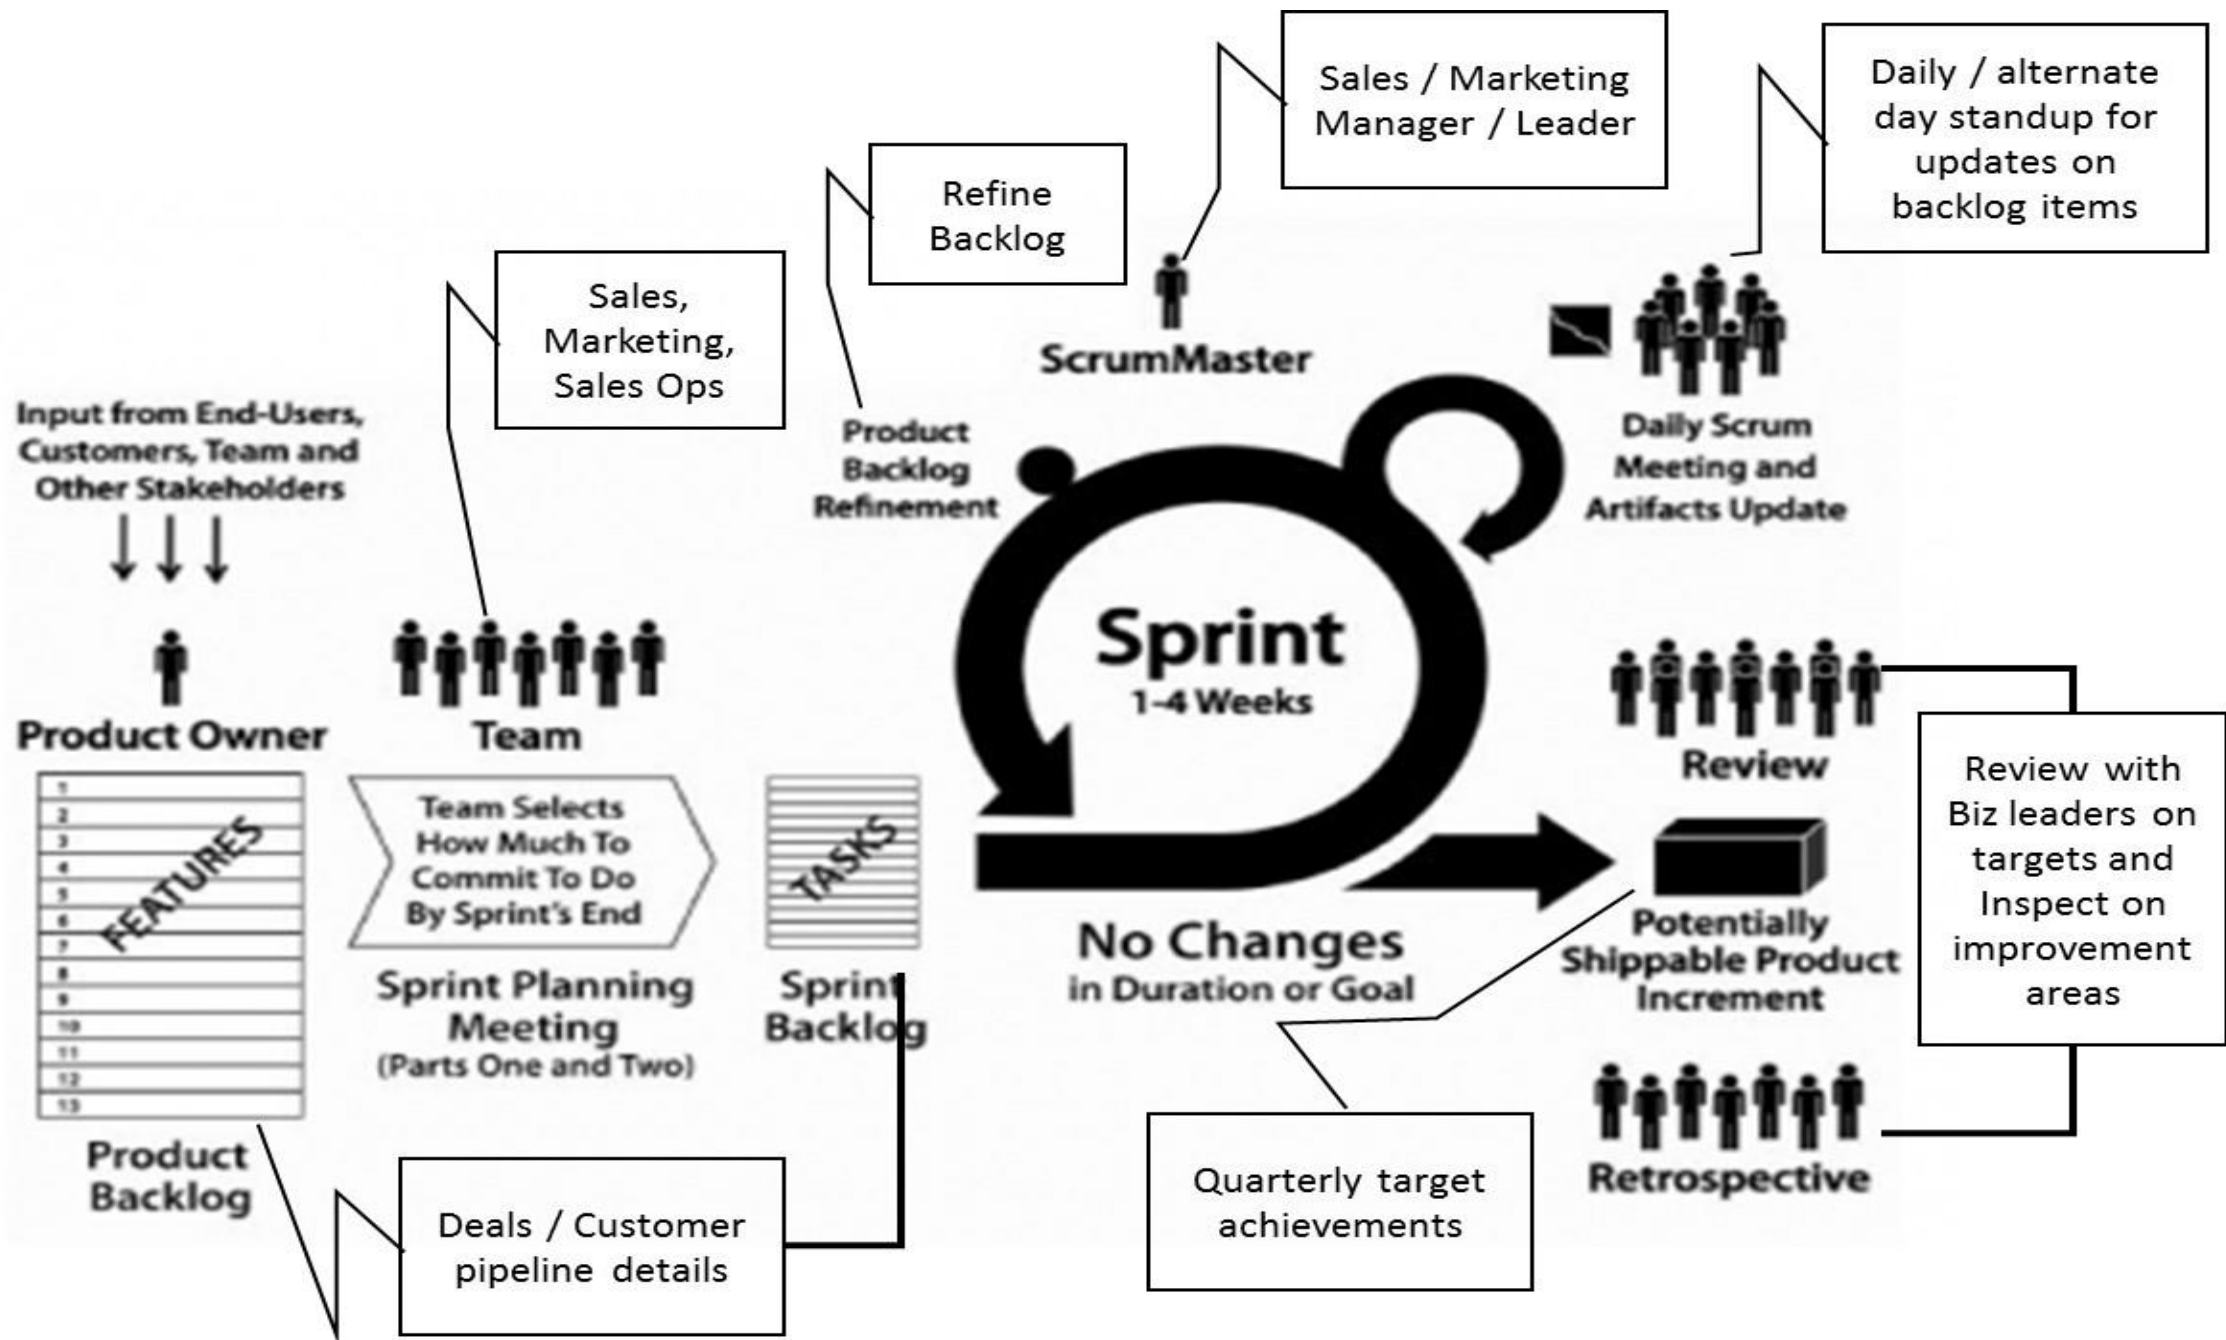 Sales / Marketing
Manager / Leader
Daily / alternate
day standup for
updates on
backlog items
Refine
Backlog
Sales,
Marketing,
Sales Ops
ScrumMaster
Input from End-Users,
Customers, Team and
Other Stakeholders
Product
Backlog
Refinement
Daily Scrum
Meeting and
Artifacts Update
Product Owner
Team
Sprint
1-4 Weeks
Review
Review with
Biz leaders on
targets and
Inspect on
improvement
areas
1
2
3
4
5
6
7
8
9
10
11
12
13
FEATURES
Team Selects
How Much To
Commit To Do
By Sprint's End
TASKS
Sprint Planning
Meeting
(Parts One and Two)
Sprint
Backlog
No Changes
in Duration or Goal
Potentially
Shippable Product
Increment
Product
Backlog
Deals / Customer
pipeline details
Quarterly target
achievements
Retrospective